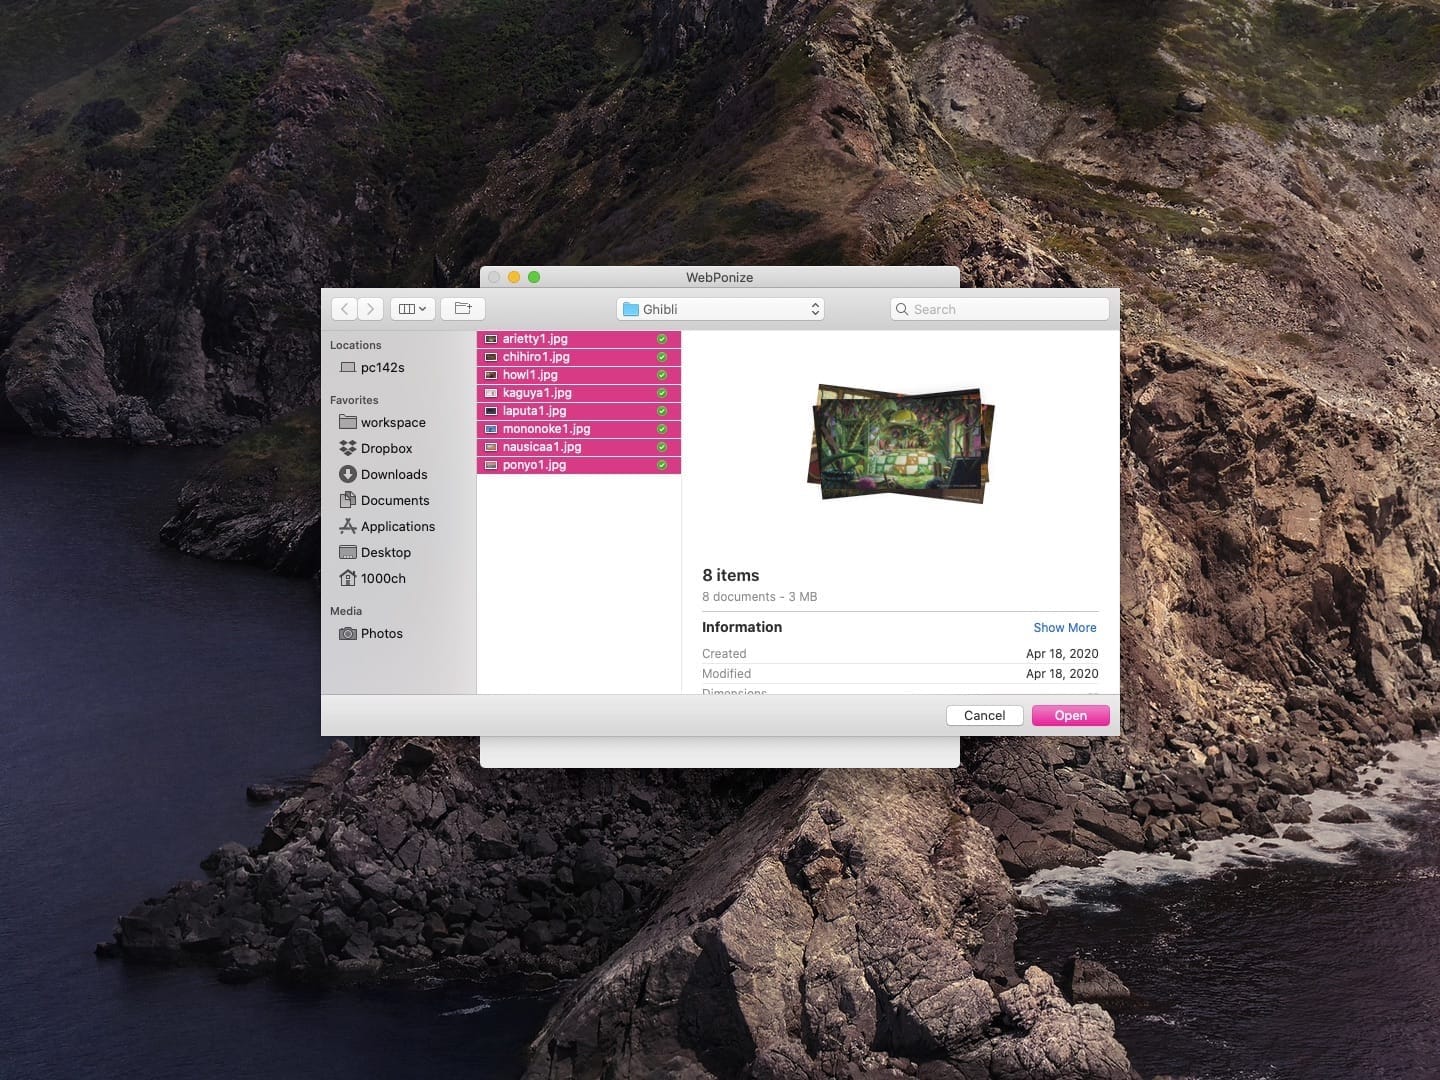 WebPonize
Ghibli
Search
Locations
pc142s
Favorites
workspace
Dropbox
Downloads
Documents
Applications
Desktop
1000ch
Media
Photos
arietty1.jpg
chihiro1.jpg
howl1.jpg
kaguya1.jpg
laputa1.jpg
mononoke1.jpg
nausicaa1.jpg
ponyo1.jpg
8 items
8 documents - 3 MB
Information Show More
Created Apr 18, 2020
Modified Apr 18, 2020
Dimensions --
Cancel Open